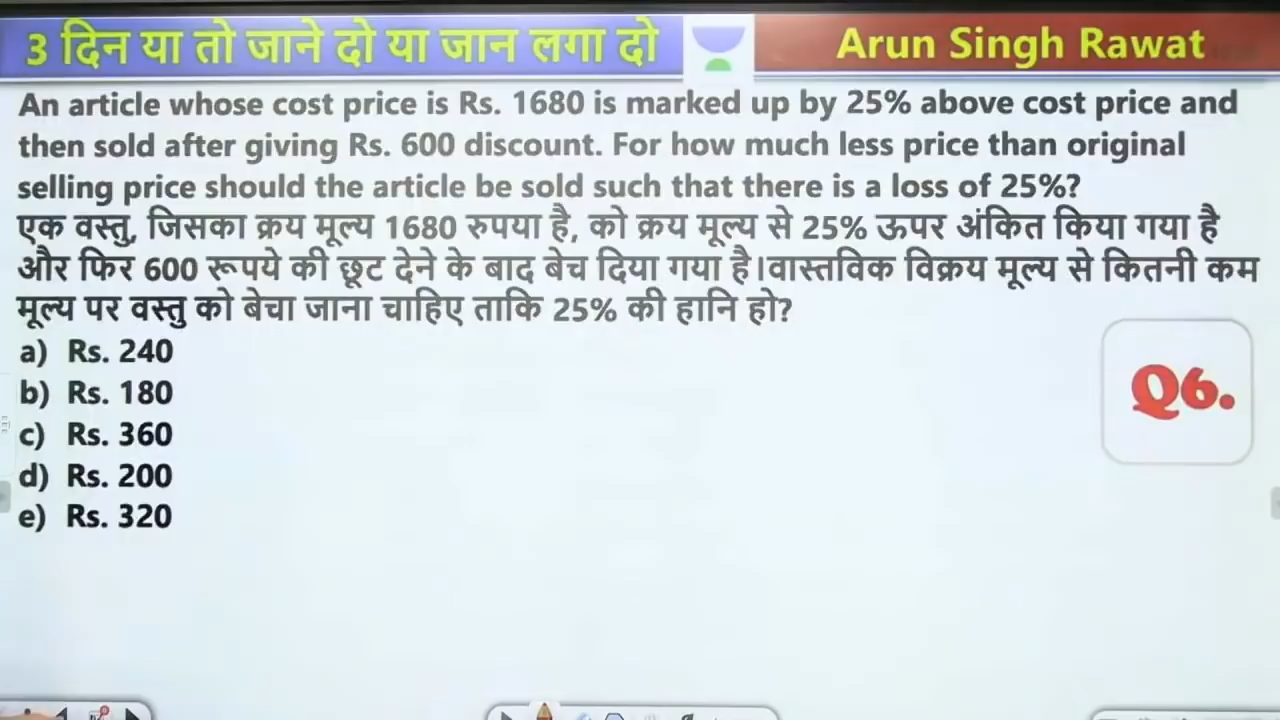 3 दिन या तो जाने दो या जान लगा दो
Arun Singh Rawat
An article whose cost price is Rs. 1680 is marked up by 25% above cost price and
then sold after giving Rs. 600 discount. For how much less price than original
selling price should the article be sold such that there is a loss of 25%?
एक वस्तु, जिसका क्रय मूल्य 1680 रुपया है, को क्रय मूल्य से 25% ऊपर अंकित किया गया है
और फिर 600 रूपये की छूट देने के बाद बेच दिया गया है।वास्तविक विक्रय मूल्य से कितनी कम
मूल्य पर वस्तु को बेचा जाना चाहिए ताकि 25% की हानि हो?
a) Rs. 240
b) Rs. 180
c) Rs. 360
d) Rs. 200
e) Rs. 320
Q6.